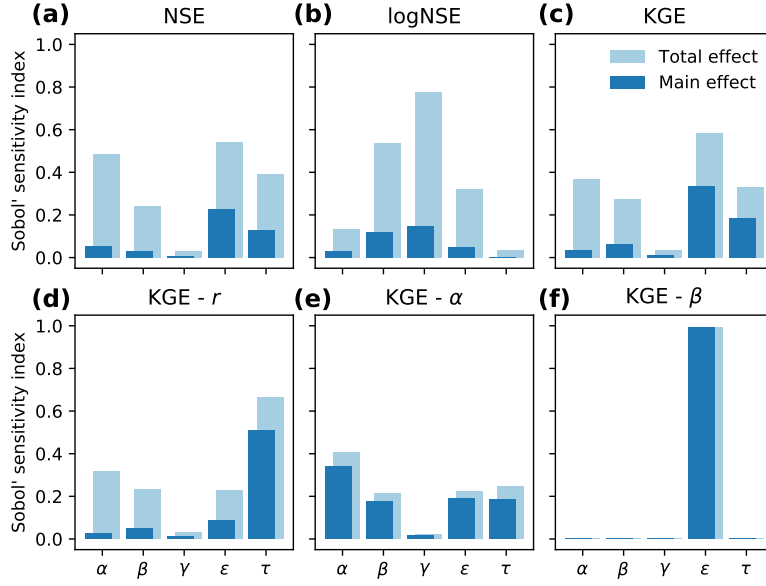 (a) NSE
(b) logNSE
(c) KGE
Sobol' sensitivity index
1.0
0.8
0.6
0.4
0.2
0.0
Total effect
Main effect
(d) KGE - r
(e) KGE - α
(f) KGE - β
Sobol' sensitivity index
1.0
0.8
0.6
0.4
0.2
0.0
α β γ ε τ
α β γ ε τ
α β γ ε τ